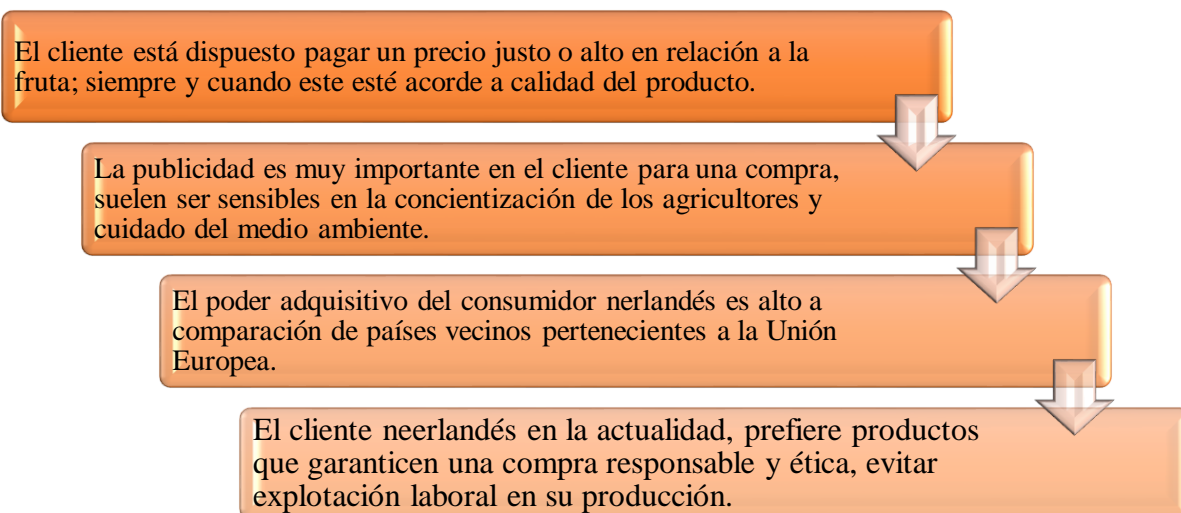 El cliente está dispuesto pagar un precio justo o alto en relación a la
fruta; siempre y cuando este esté acorde a calidad del producto.
La publicidad es muy importante en el cliente para una compra,
suelen ser sensibles en la concientización de los agricultores y
cuidado del medio ambiente.
El poder adquisitivo del consumidor nerlandés es alto a
comparación de países vecinos pertenecientes a la Unión
Europea.
El cliente neerlandés en la actualidad, prefiere productos
que garanticen una compra responsable y ética, evitar
explotación laboral en su producción.